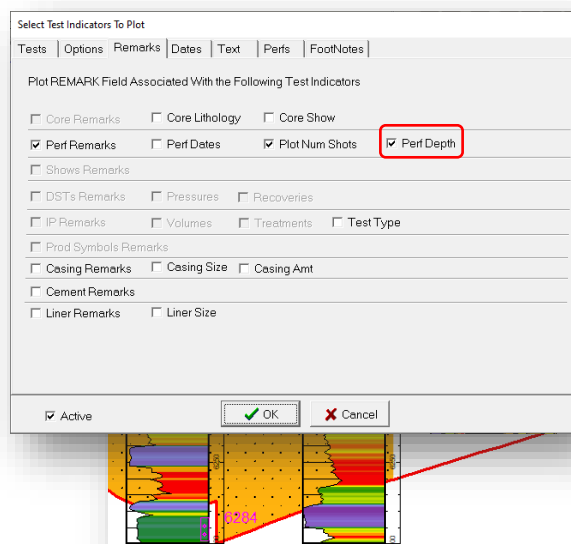 Select Test Indicators To Plot
Tests Options Remarks Dates Text Perfs FootNotes
Plot REMARK Field Associated With the Following Test Indicators
Core Remarks Core Lithology Core Show
Perf Remarks Perf Dates Plot Num Shots Perf Depth
Shows Remarks
DSTs Remarks Pressures Recoveries
IP Remarks Volumes Treatments Test Type
Prod Symbols Remarks
Casing Remarks Casing Size Casing Amt
Cement Remarks
Liner Remarks Liner Size
Active OK Cancel
6284